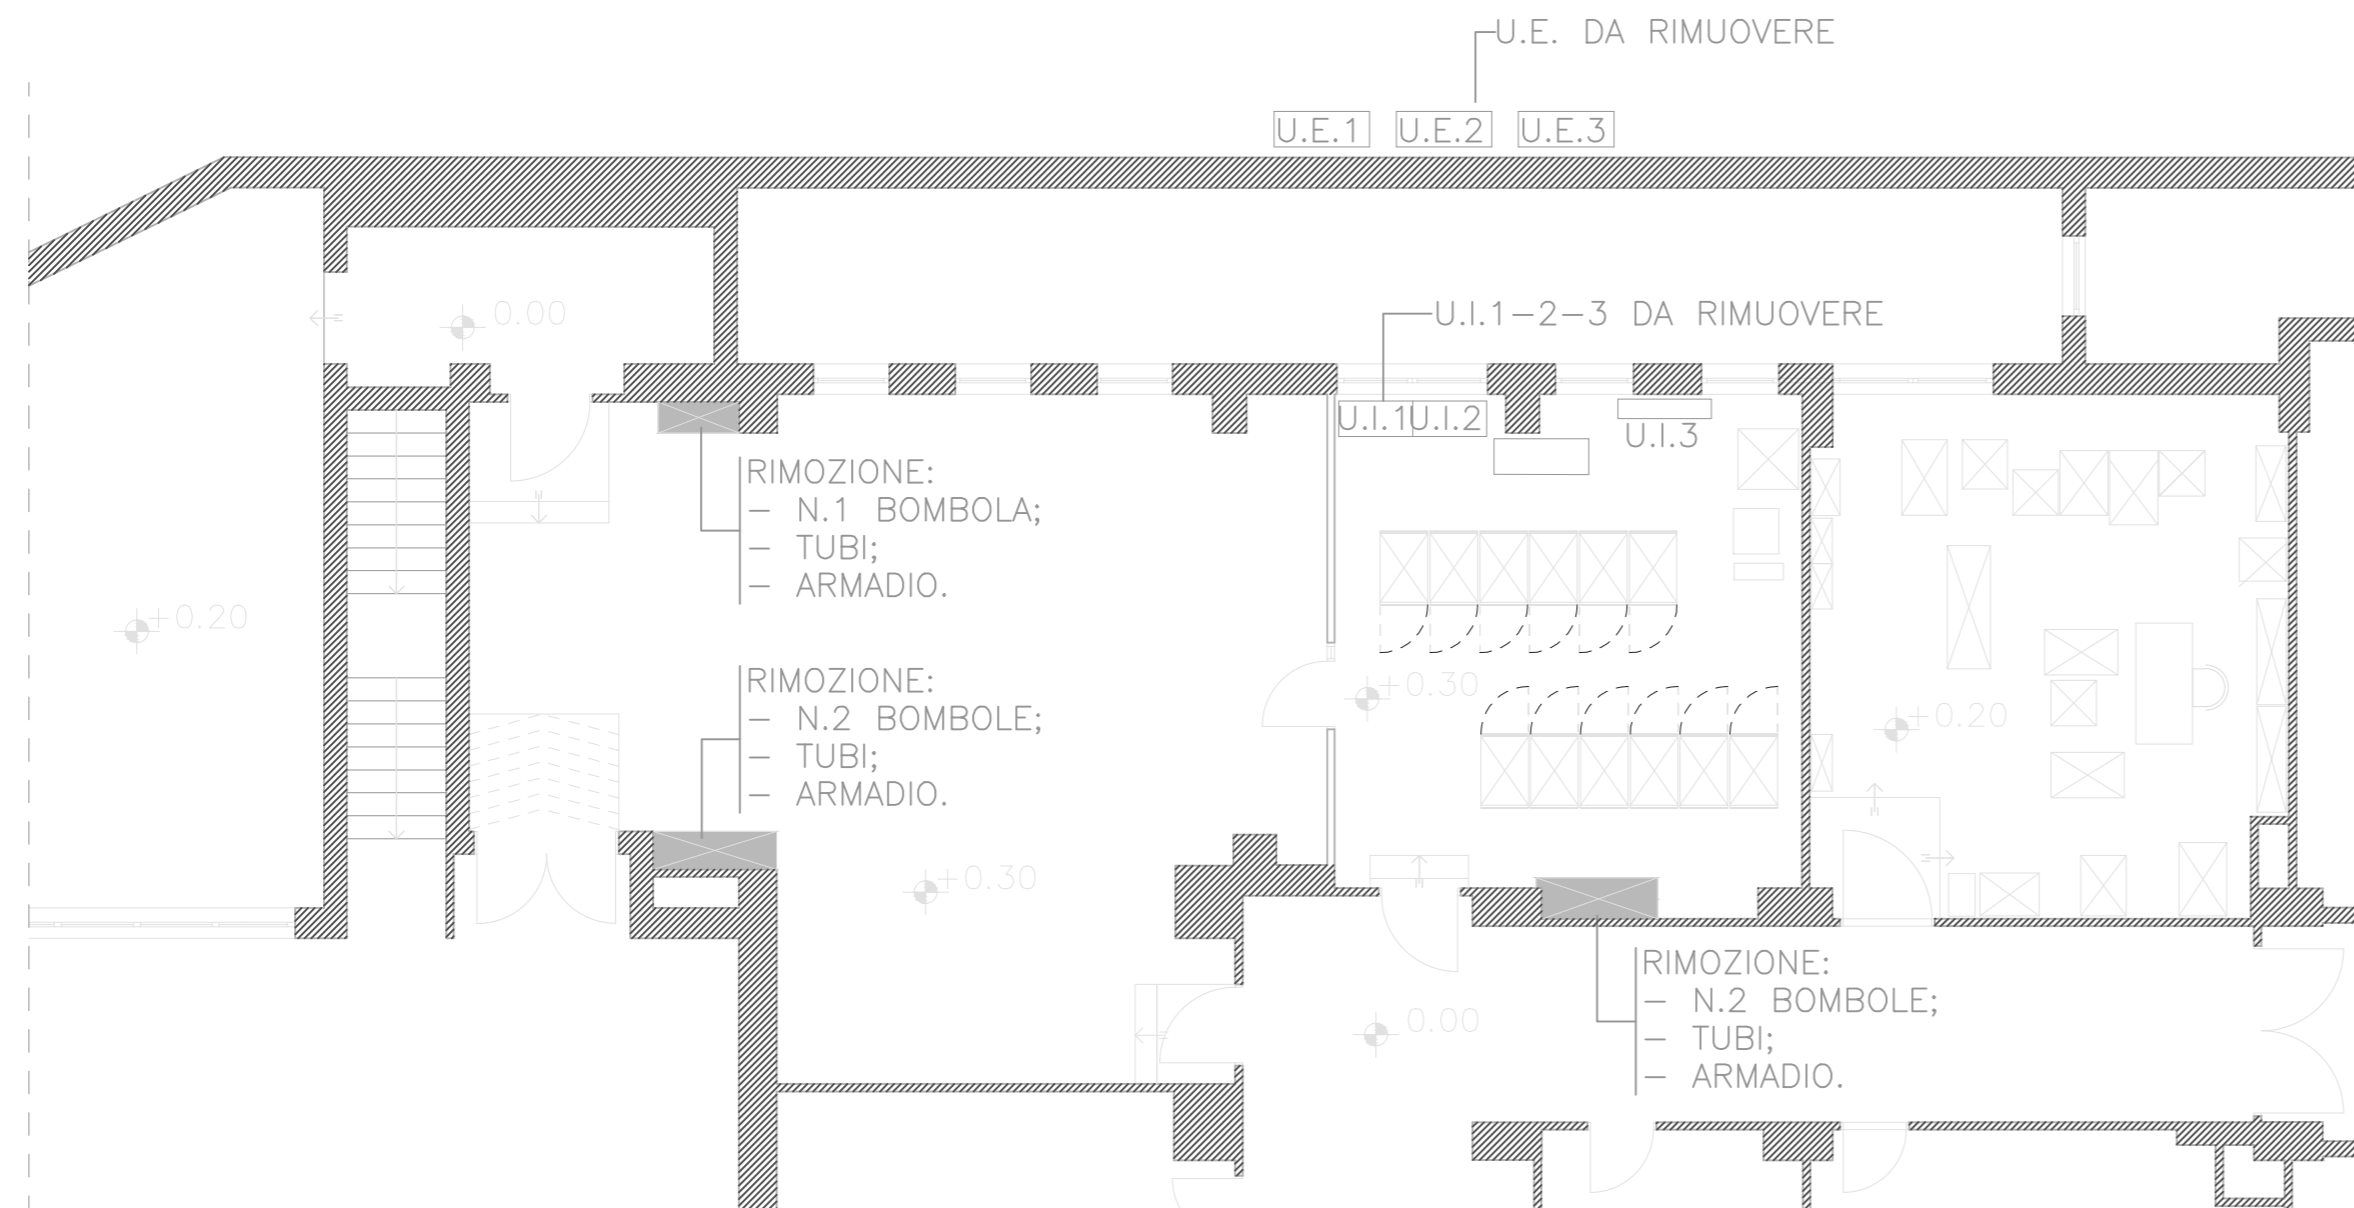 U.E. DA RIMUOVERE
U.E.1 U.E.2 U.E.3
0.00
U.I.1-2-3 DA RIMUOVERE
U.I.1 U.I.2
U.I.3
RIMOZIONE:
- N.1 BOMBOLA;
- TUBI;
- ARMADIO.
+0.20
RIMOZIONE:
- N.2 BOMBOLE;
- TUBI;
- ARMADIO.
+0.30
+0.20
+0.30
RIMOZIONE:
- N.2 BOMBOLE;
- TUBI;
- ARMADIO.
0.00